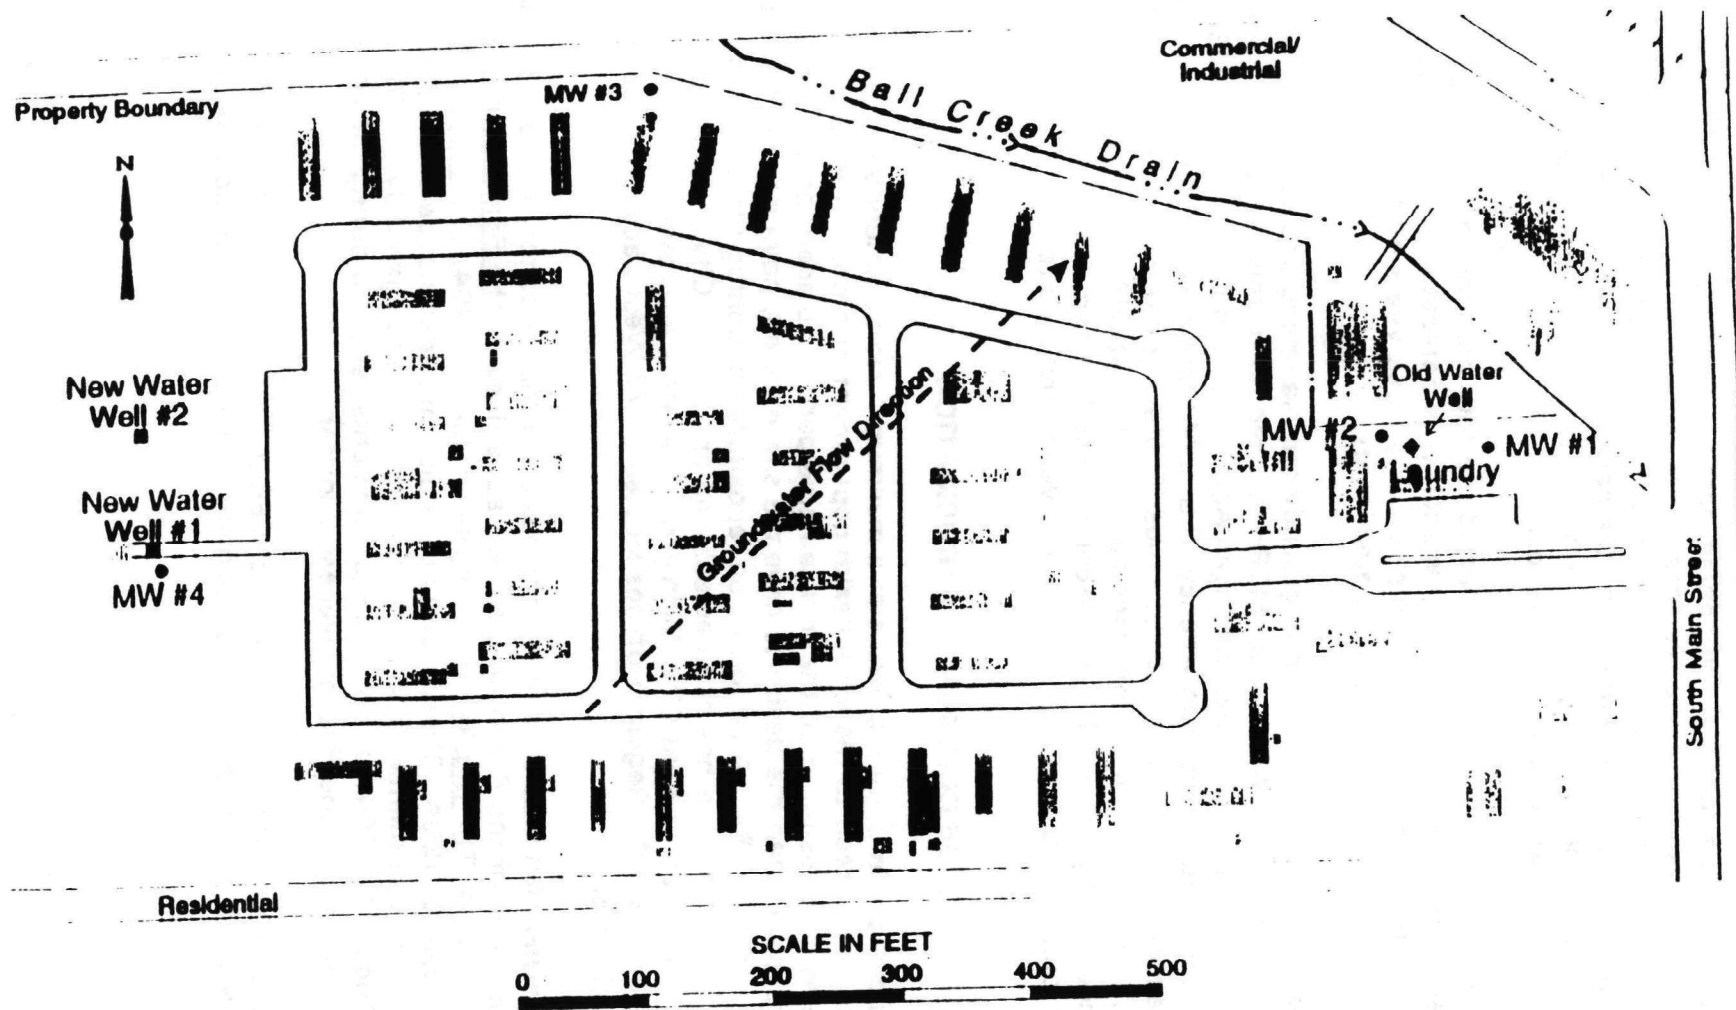 Commercial/
Industrial
Property Boundary
MW #3
Ball Creek Drain
N
New Water
Well #2
Old Water
Well
MW #2
MW #1
Laundry
New Water
Well #1
MW #4
Groundwater Flow Direction
South Main Street
Residential
SCALE IN FEET
0 100 200 300 400 500